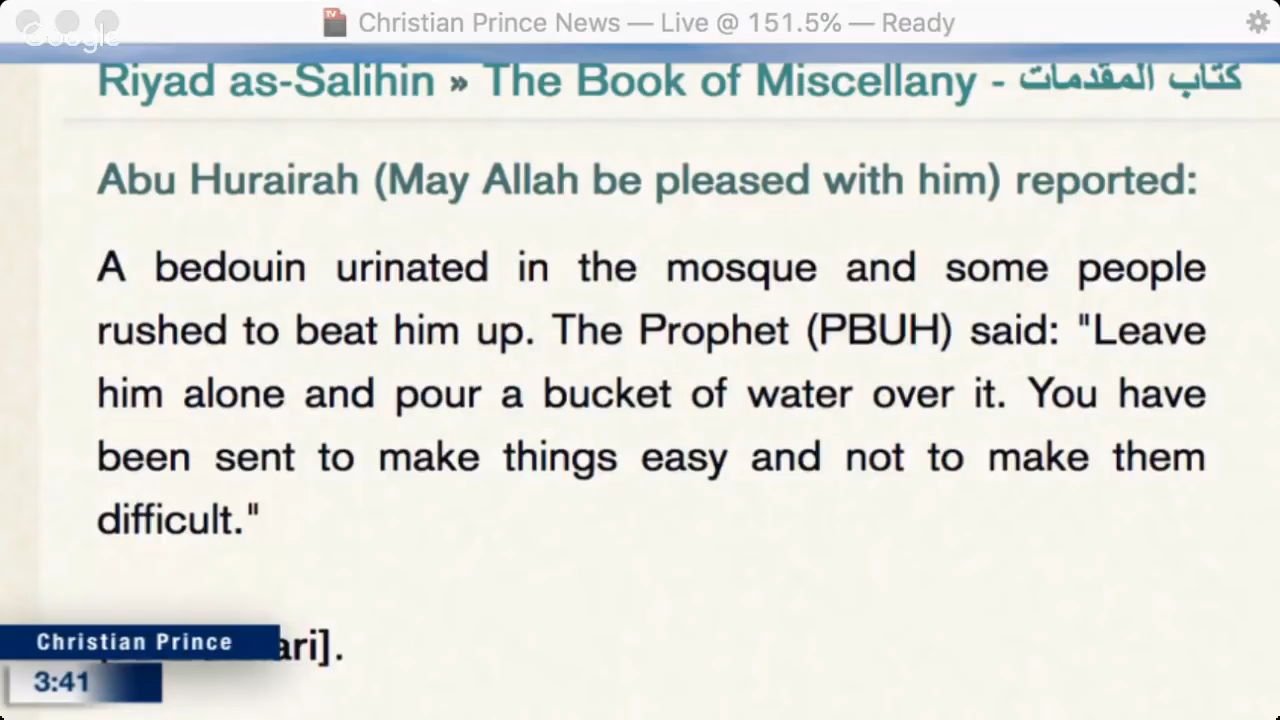 Christian Prince News — Live @ 151.5% — Ready
Google
Riyad as-Salihin » The Book of Miscellany - كتاب المقدمات
Abu Hurairah (May Allah be pleased with him) reported:
A bedouin urinated in the mosque and some people
rushed to beat him up. The Prophet (PBUH) said: "Leave
him alone and pour a bucket of water over it. You have
been sent to make things easy and not to make them
difficult."
ari].
Christian Prince
3:41